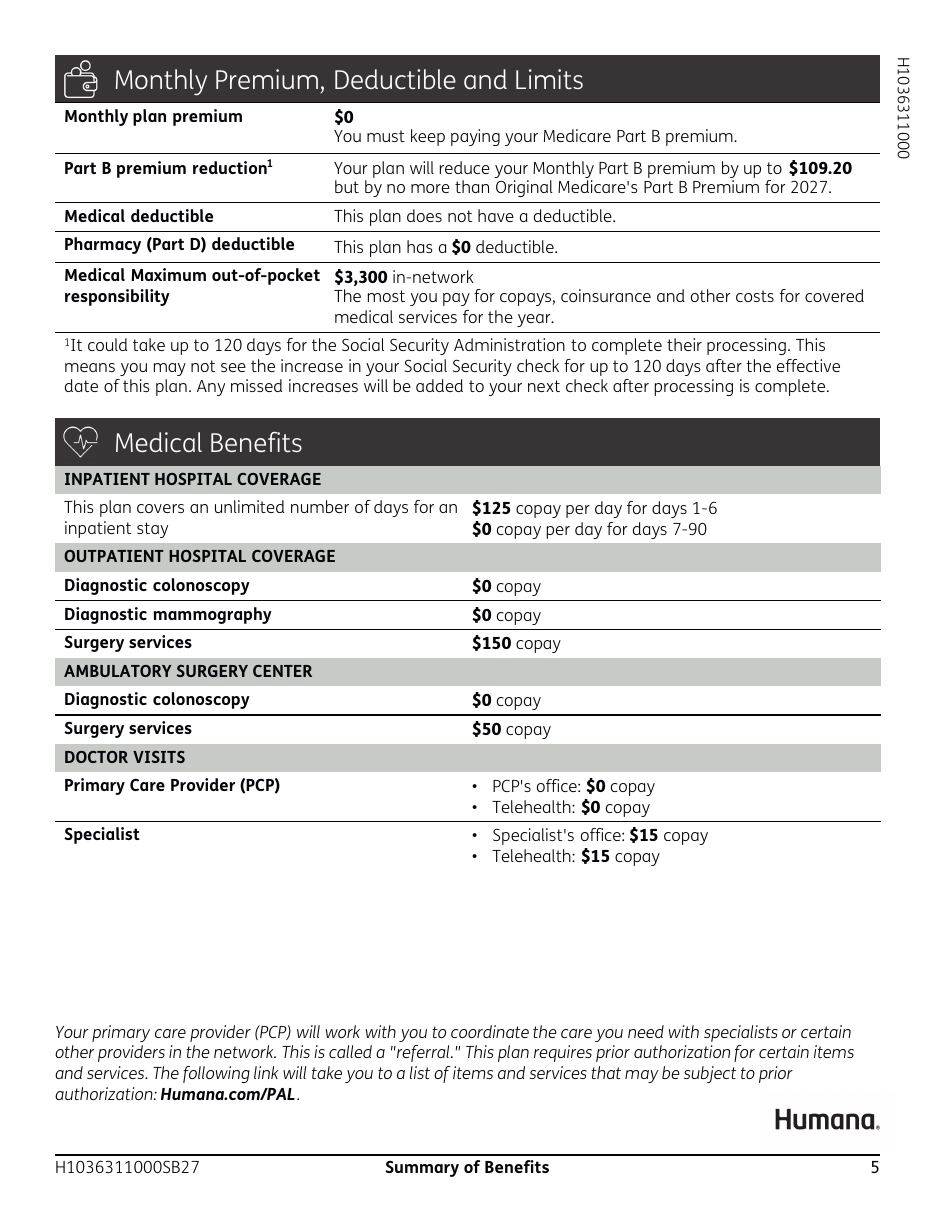 Monthly Premium, Deductible and Limits
H1036311000
Monthly plan premium
$0
You must keep paying your Medicare Part B premium.
Part B premium reduction1
Your plan will reduce your Monthly Part B premium by up to $109.20
but by no more than Original Medicare's Part B Premium for 2027.
Medical deductible
This plan does not have a deductible.
Pharmacy (Part D) deductible
This plan has a $0 deductible.
Medical Maximum out-of-pocket
responsibility
$3,300 in-network
The most you pay for copays, coinsurance and other costs for covered
medical services for the year.
1It could take up to 120 days for the Social Security Administration to complete their processing. This
means you may not see the increase in your Social Security check for up to 120 days after the effective
date of this plan. Any missed increases will be added to your next check after processing is complete.
Medical Benefits
INPATIENT HOSPITAL COVERAGE
This plan covers an unlimited number of days for an
inpatient stay
$125 copay per day for days 1-6
$0 copay per day for days 7-90
OUTPATIENT HOSPITAL COVERAGE
Diagnostic colonoscopy
$0 copay
Diagnostic mammography
$0 copay
Surgery services
$150 copay
AMBULATORY SURGERY CENTER
Diagnostic colonoscopy
$0 copay
Surgery services
$50 copay
DOCTOR VISITS
Primary Care Provider (PCP)
• PCP's office: $0 copay
• Telehealth: $0 copay
Specialist
• Specialist's office: $15 copay
• Telehealth: $15 copay
Your primary care provider (PCP) will work with you to coordinate the care you need with specialists or certain
other providers in the network. This is called a "referral." This plan requires prior authorization for certain items
and services. The following link will take you to a list of items and services that may be subject to prior
authorization: Humana.com/PAL.
Humana.
H1036311000SB27
Summary of Benefits
5